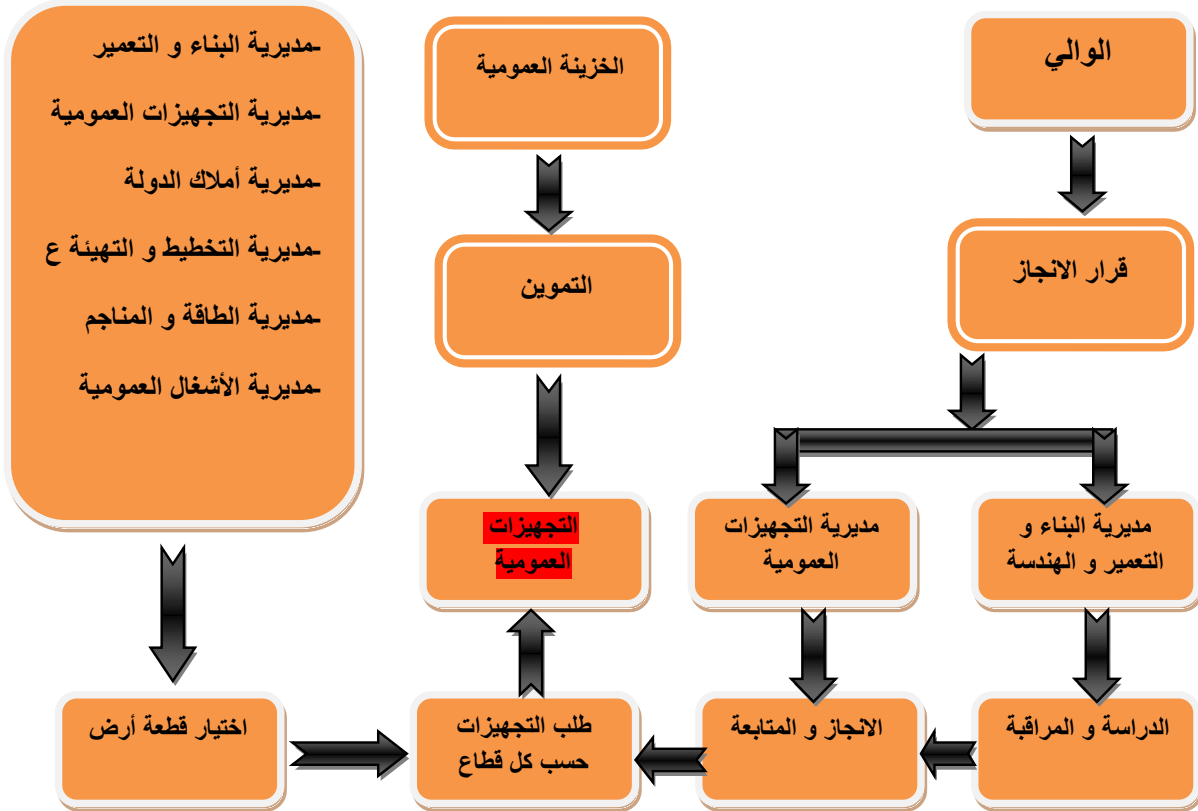 الوالي
الخزينة العمومية
-مديرية البناء و التعمير
-مديرية التجهيزات العمومية
-مديرية أملاك الدولة
-مديرية التخطيط و التهيئة ع
-مديرية الطاقة و المناجم
-مديرية الأشغال العمومية
قرار الانجاز
التموين
مديرية البناء و
التعمير و الهندسة
مديرية التجهيزات
العمومية
التجهيزات
العمومية
الدراسة و المراقبة
الانجاز و المتابعة
طلب التجهيزات
حسب كل قطاع
اختيار قطعة أرض